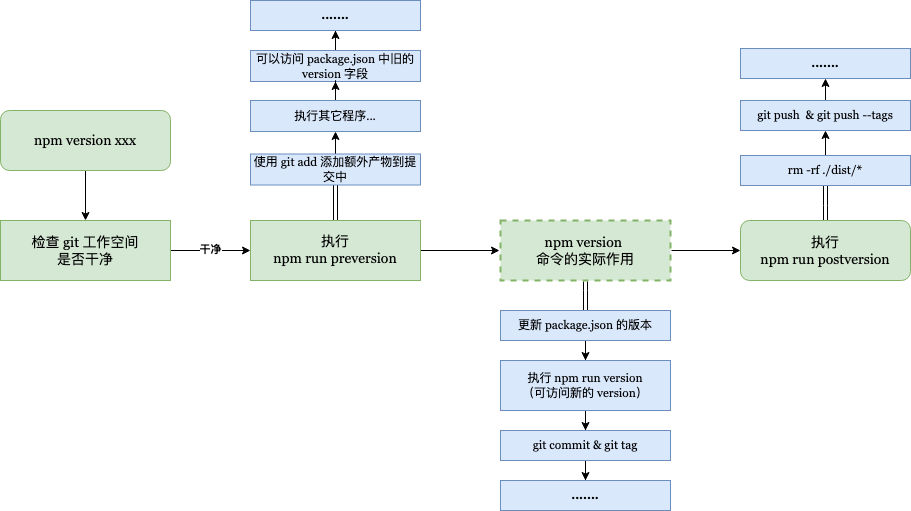 npm version xxx
检查 git 工作空间
是否干净
干净
.......
可以访问 package.json 中旧的
version 字段
执行其它程序...
使用 git add 添加额外产物到提
交中
执行
npm run preversion
npm version
命令的实际作用
更新 package.json 的版本
执行 npm run version
（可访问新的 version）
git commit & git tag
.......
.......
git push & git push --tags
rm -rf ./dist/*
执行
npm run postversion